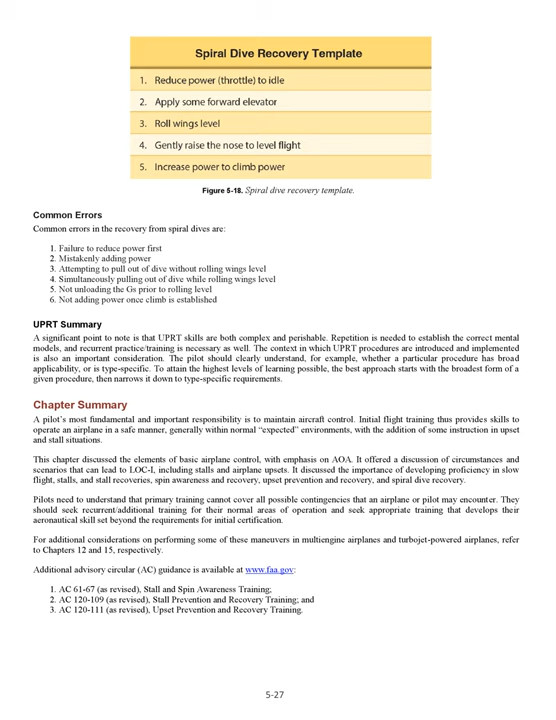 Spiral Dive Recovery Template
1. Reduce power (throttle) to idle
2. Apply some forward elevator
3. Roll wings level
4. Gently raise the nose to level flight
5. Increase power to climb power
Figure 5-18. Spiral dive recovery template.
Common Errors
Common errors in the recovery from spiral dives are:
1. Failure to reduce power first
2. Mistakenly adding power
3. Attempting to pull out of dive without rolling wings level
4. Simultaneously pulling out of dive while rolling wings level
5. Not unloading the Gs prior to rolling level
6. Not adding power once climb is established
UPRT Summary
A significant point to note is that UPRT skills are both complex and perishable. Repetition is needed to establish the correct mental
models, and recurrent practice/training is necessary as well. The context in which UPRT procedures are introduced and implemented
is also an important consideration. The pilot should clearly understand, for example, whether a particular procedure has broad
applicability, or is type-specific. To attain the highest levels of learning possible, the best approach starts with the broadest form of a
given procedure, then narrows it down to type-specific requirements.
Chapter Summary
A pilot's most fundamental and important responsibility is to maintain aircraft control. Initial flight training thus provides skills to
operate an airplane in a safe manner, generally within normal “expected” environments, with the addition of some instruction in upset
and stall situations.
This chapter discussed the elements of basic airplane control, with emphasis on AOA. It offered a discussion of circumstances and
scenarios that can lead to LOC-I, including stalls and airplane upsets. It discussed the importance of developing proficiency in slow
flight, stalls, and stall recoveries, spin awareness and recovery, upset prevention and recovery, and spiral dive recovery.
Pilots need to understand that primary training cannot cover all possible contingencies that an airplane or pilot may encounter. They
should seek recurrent/additional training for their normal areas of operation and seek appropriate training that develops their
aeronautical skill set beyond the requirements for initial certification.
For additional considerations on performing some of these maneuvers in multiengine airplanes and turbojet-powered airplanes, refer
to Chapters 12 and 15, respectively.
Additional advisory circular (AC) guidance is available at www.faa.gov:
1. AC 61-67 (as revised), Stall and Spin Awareness Training;
2. AC 120-109 (as revised), Stall Prevention and Recovery Training; and
3. AC 120-111 (as revised), Upset Prevention and Recovery Training.
5-27